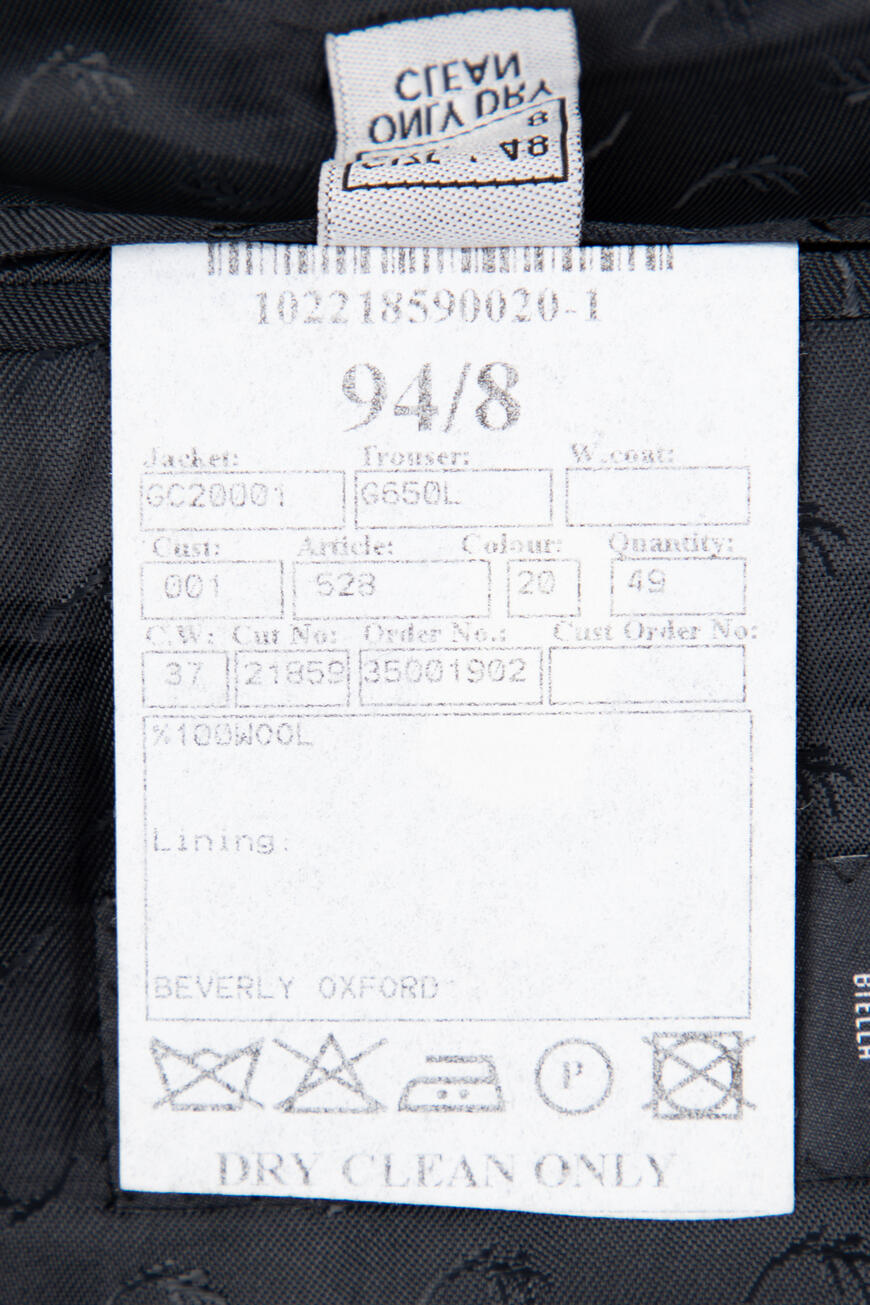 CLEAN
ONLY DRY
8
48
102218590020-1
94/8
Jacket: Trouser: W.coat:
GC20001 G650L
Cust: Article: Colour: Quantity:
001 528 20 49
C.W: Cut No: Order No.: Cust Order No:
37 21859 35001902
%100WOOL
Lining:
BEVERLY OXFORD
P
DRY CLEAN ONLY
BIELLA